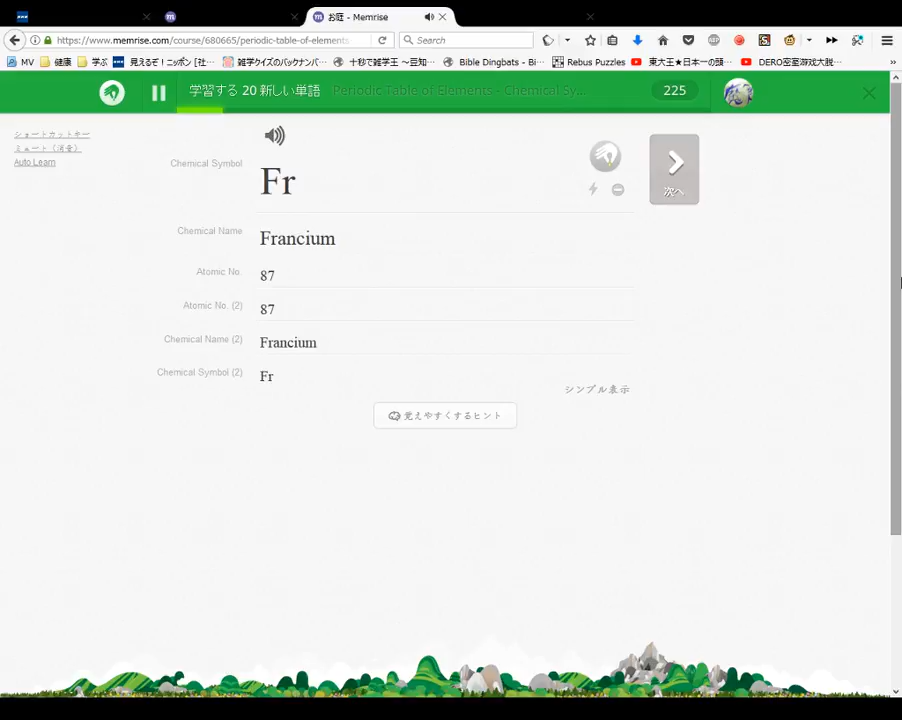 お庭 - Memrise
https://www.memrise.com/course/680665/periodic-table-of-elements. Search
MV 健康 学ぶ 見えるぞ!ニッポン [社… 雑学クイズのバックナンバ… 十秒で雑学王 ～豆知… Bible Dingbats - Bi… Rebus Puzzles 東大王★日本一の頭… DERO密室游戏大脱…
学習する 20 新しい単語 Periodic Table of Elements - Chemical Sy... 225
ショートカットキー
ミュート（消音）
Auto Learn
Chemical Symbol Fr
次へ
Chemical Name Francium
Atomic No. 87
Atomic No. (2) 87
Chemical Name (2) Francium
Chemical Symbol (2) Fr
シンプル表示
覚えやすくするヒント